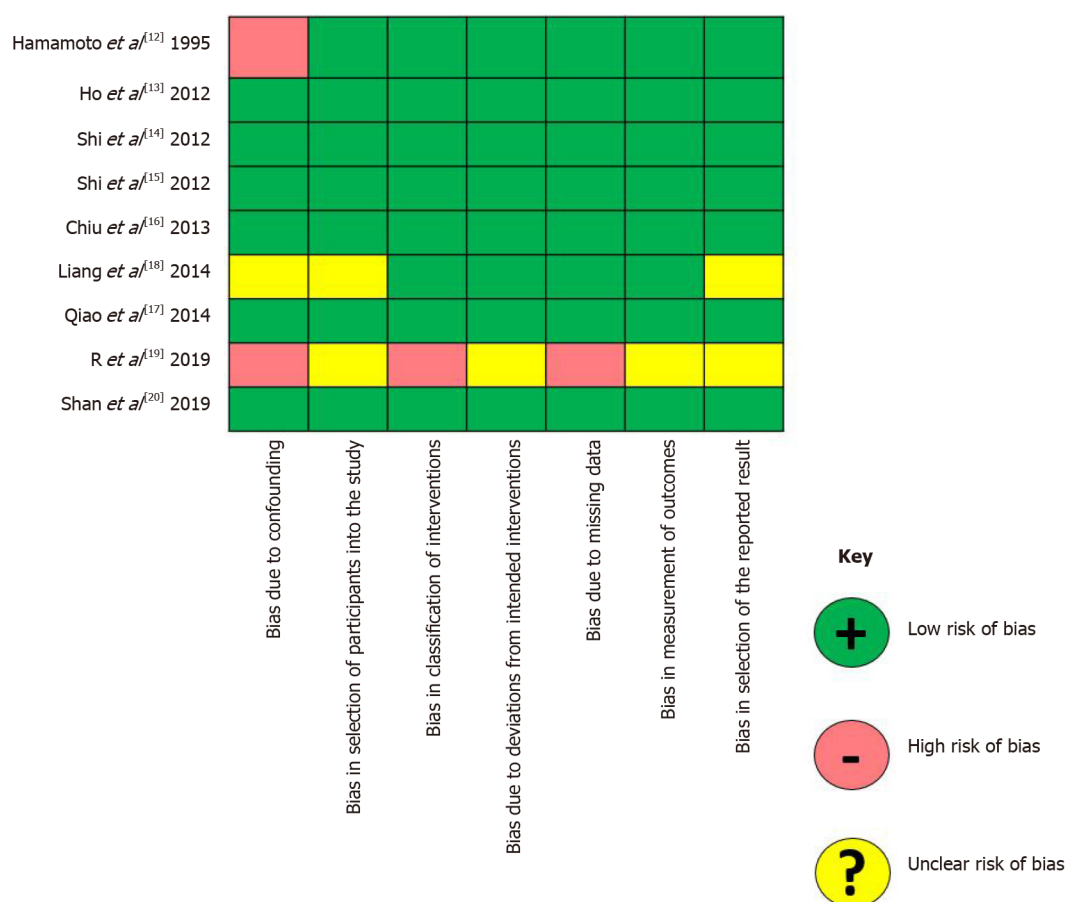 Hamamoto et al[12] 1995
Ho et al[13] 2012
Shi et al[14] 2012
Shi et al[15] 2012
Chiu et al[16] 2013
Liang et al[18] 2014
Qiao et al[17] 2014
R et al[19] 2019
Shan et al[20] 2019
Bias due to confounding
Bias in selection of participants into the study
Bias in classification of interventions
Bias due to deviations from intended interventions
Bias due to missing data
Bias in measurement of outcomes
Bias in selection of the reported result
Key
+ Low risk of bias
- High risk of bias
? Unclear risk of bias